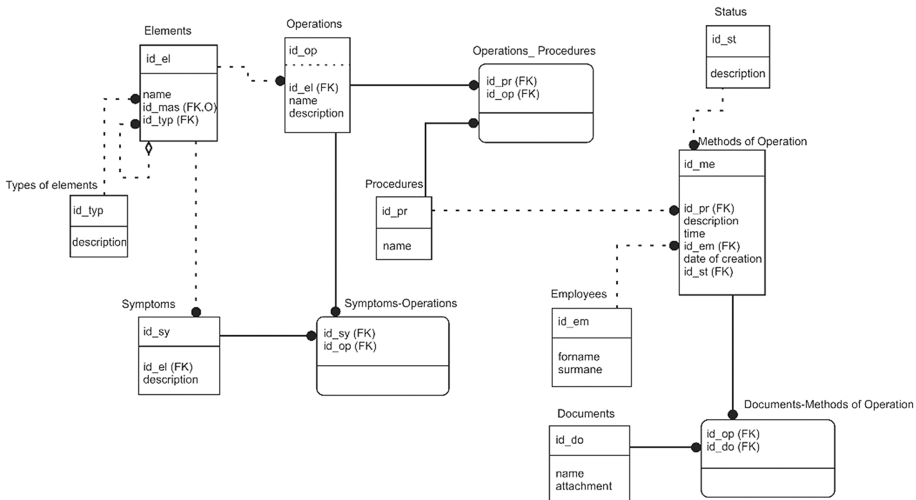 Elements
id_el
name
id_mas (FK.O)
id_typ (FK)
Operations
id_op
id_el (FK)
name
description
Operations_ Procedures
id_pr (FK)
id_op (FK)
Status
id_st
description
Methods of Operation
id_me
id_pr (FK)
description
time
id_em (FK)
date of creation
id_st (FK)
Types of elements
id_typ
description
Procedures
id_pr
name
Symptoms
id_sy
id_el (FK)
description
Symptoms-Operations
id_sy (FK)
id_op (FK)
Employees
id_em
forname
surmane
Documents
id_do
name
attachment
Documents-Methods of Operation
id_op (FK)
id_do (FK)